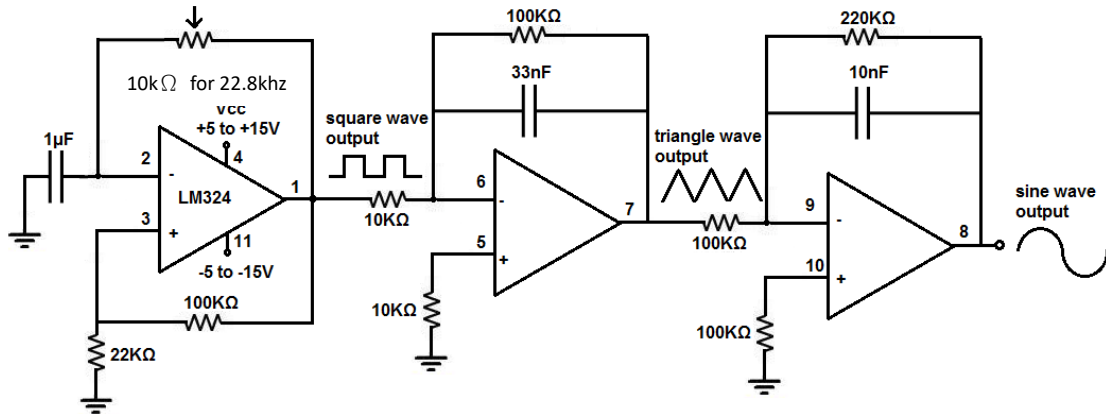 10kΩ for 22.8khz
Vcc
+5 to +15V
1µF
2
4
-
LM324
1
3
+
11
-5 to -15V
100KΩ
22KΩ
square wave
output
10KΩ
100KΩ
33nF
6
-
7
5
+
10KΩ
triangle wave
output
100KΩ
220KΩ
10nF
9
-
8
10
+
100KΩ
sine wave
output